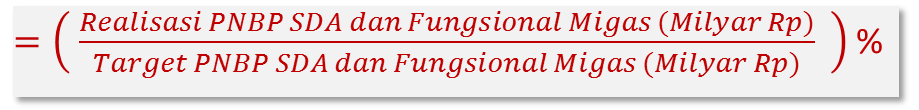 = ( Realisasi PNBP SDA dan Fungsional Migas (Milyar Rp)
Target PNBP SDA dan Fungsional Migas (Milyar Rp) ) %